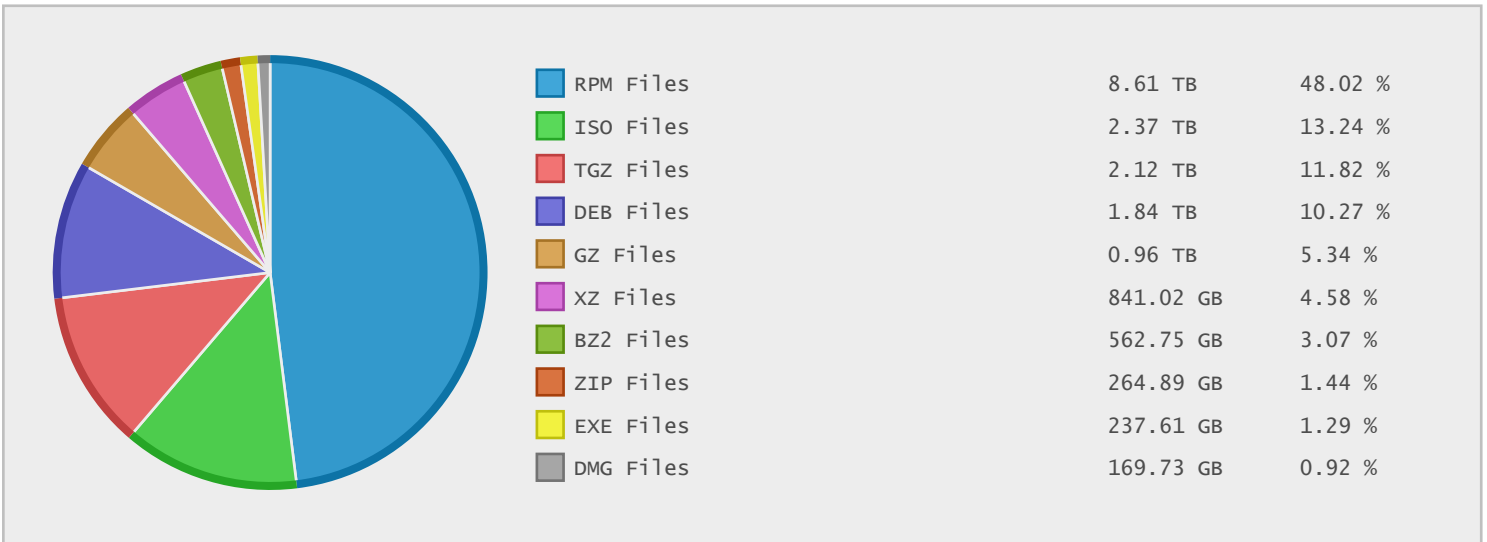 RPM Files 8.61 TB 48.02 %
ISO Files 2.37 TB 13.24 %
TGZ Files 2.12 TB 11.82 %
DEB Files 1.84 TB 10.27 %
GZ Files 0.96 TB 5.34 %
XZ Files 841.02 GB 4.58 %
BZ2 Files 562.75 GB 3.07 %
ZIP Files 264.89 GB 1.44 %
EXE Files 237.61 GB 1.29 %
DMG Files 169.73 GB 0.92 %